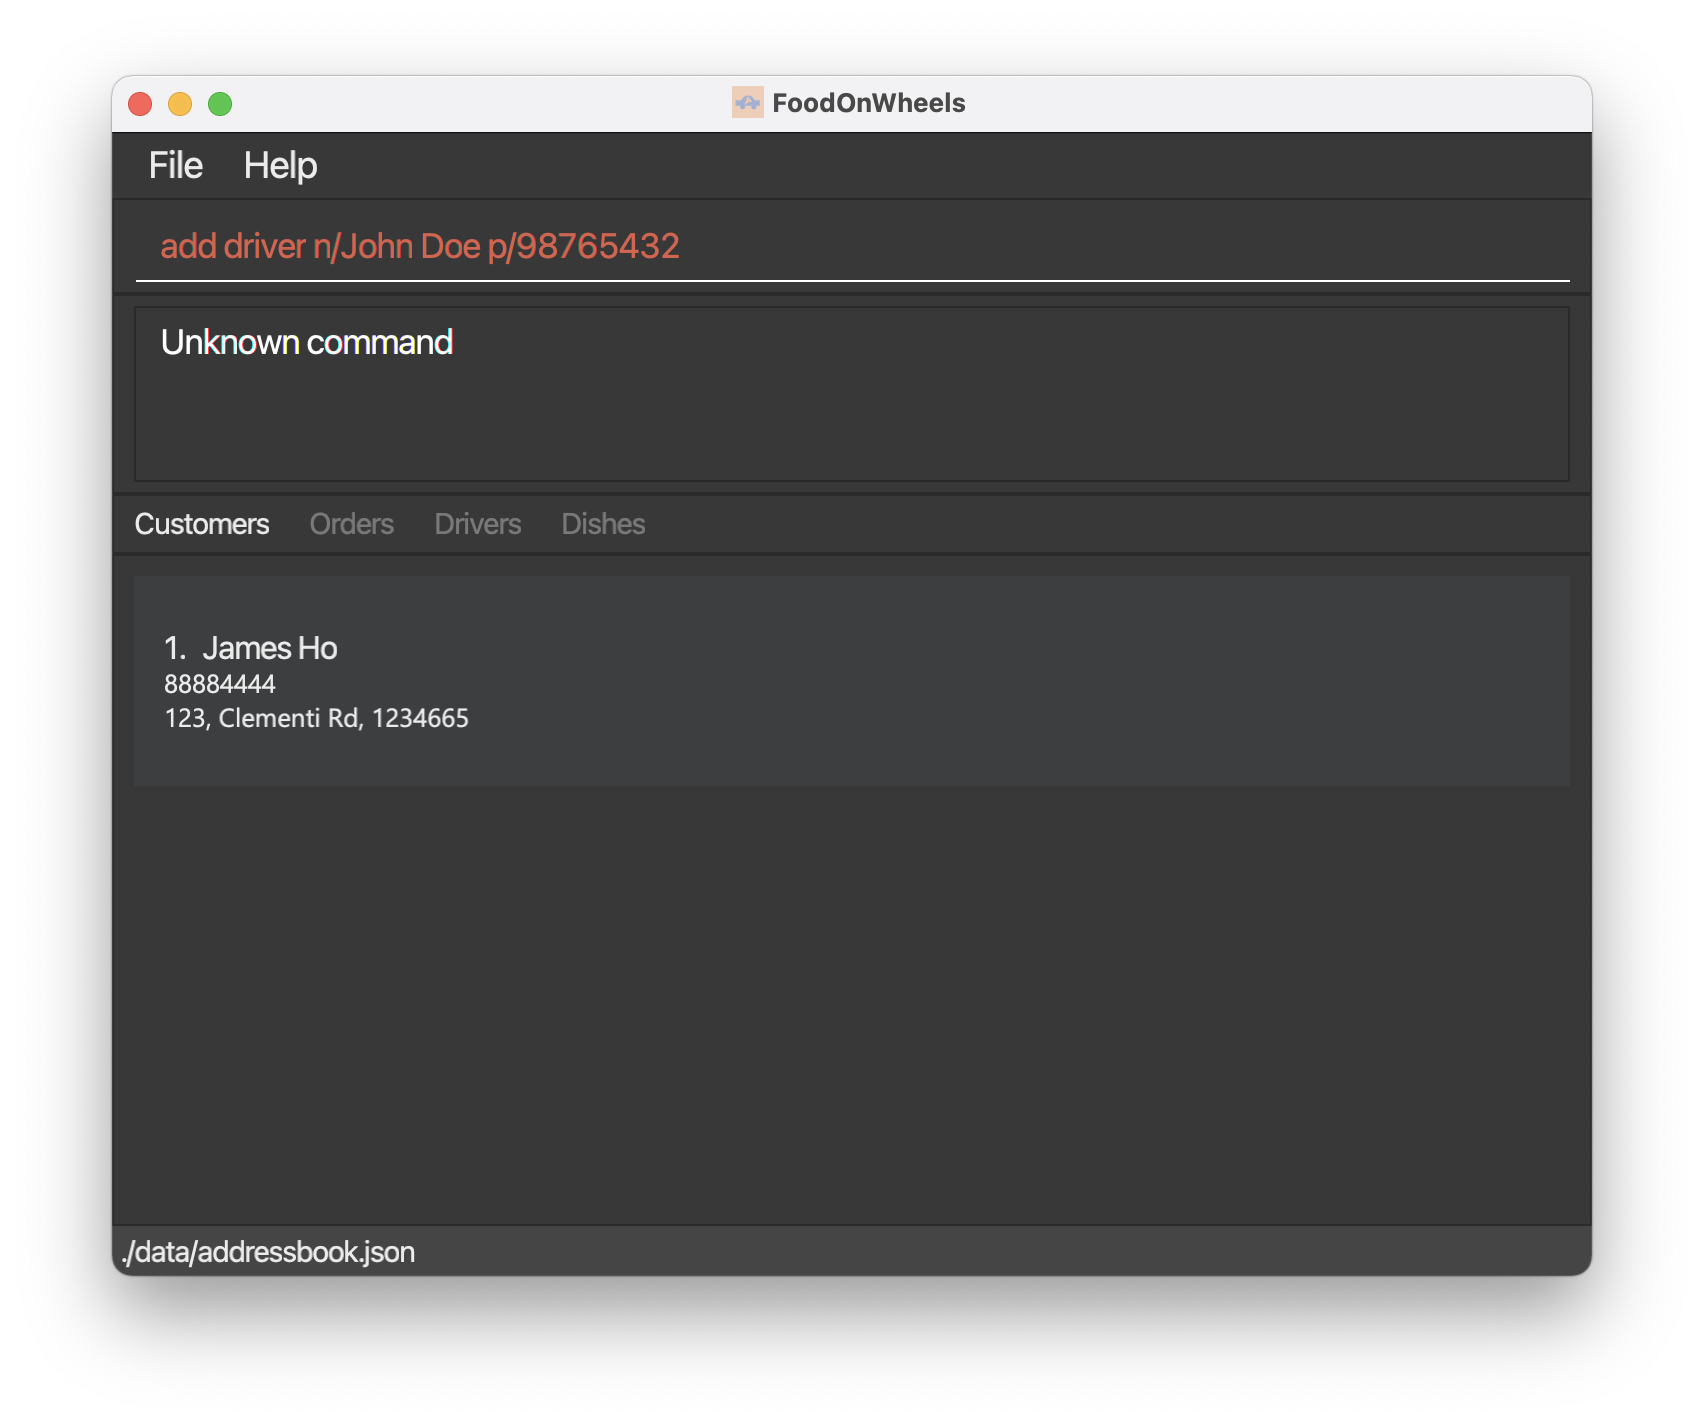 FoodOnWheels
File Help
add driver n/John Doe p/98765432
Unknown command
Customers Orders Drivers Dishes
1. James Ho
88884444
123, Clementi Rd, 1234665
./data/addressbook.json